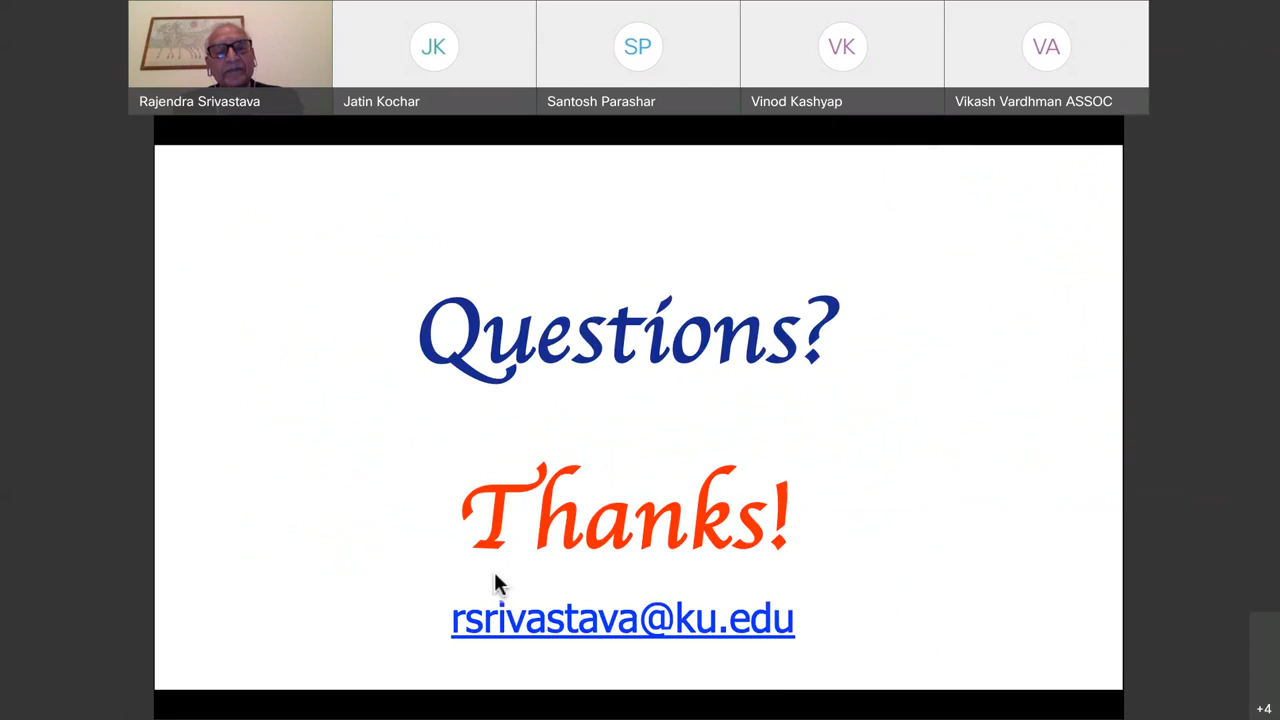 JK
SP
VK
VA
Rajendra Srivastava
Jatin Kochar
Santosh Parashar
Vinod Kashyap
Vikash Vardhman ASSOC
Questions?
Thanks!
rsrivastava@ku.edu
+4